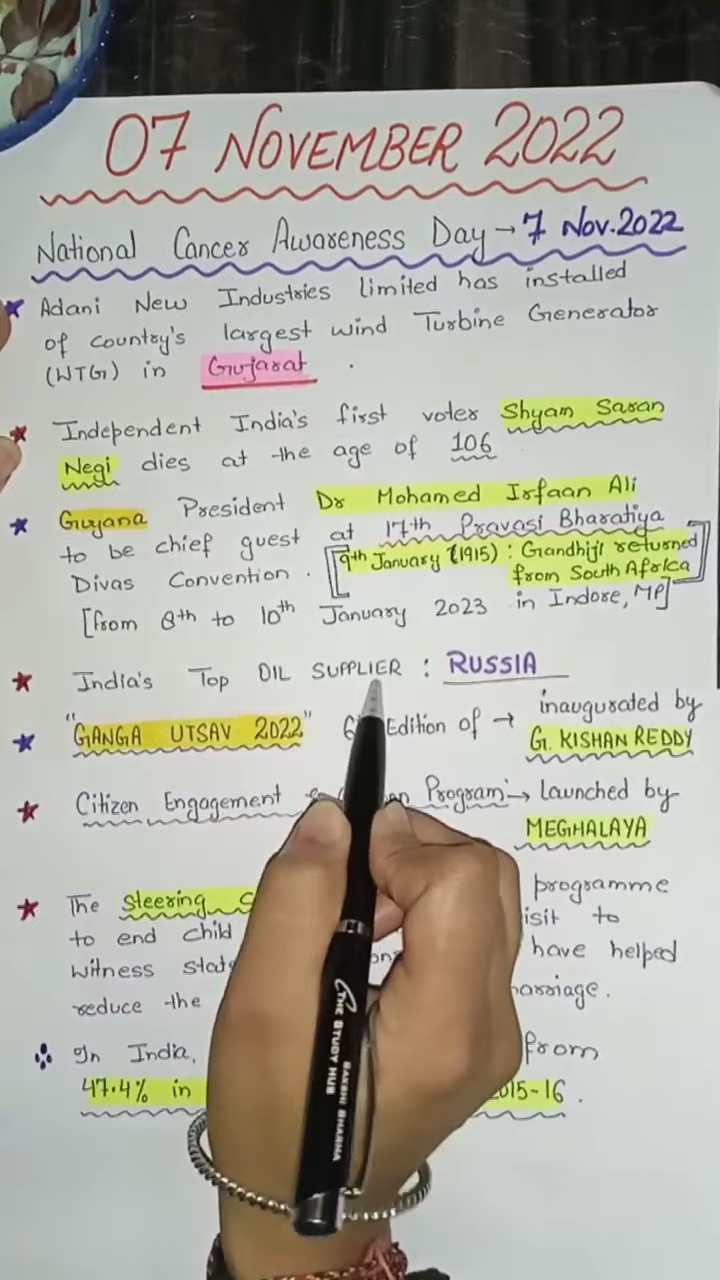 07 NOVEMBER 2022
National Cancer Awareness Day → 7 Nov.2022
Adani New Industries limited has installed
of country's largest wind Turbine Generator
(WTG) in Gujarat .
Independent India's first voter Shyam Saran
Negi dies at the age of 106
Guyana President Dr Mohamed Irfaan Ali
to be chief guest at 17th Pravasi Bharatiya
Divas Convention . [9th January (1915) : Gandhiji returned
from South Africa]
[from 8th to 10th January 2023 in Indore, MP]
India's Top OIL SUPPLIER : RUSSIA
"GANGA UTSAV 2022" Edition of → inaugurated by
G. KISHAN REDDY
Citizen Engagement Program → Launched by
MEGHALAYA
The Steering programme
to end child to
witness have helped
reduce the marriage.
In India, from
47.4% in 2015-16 .
THE STUDY HUB
SAKSHI SHARMA